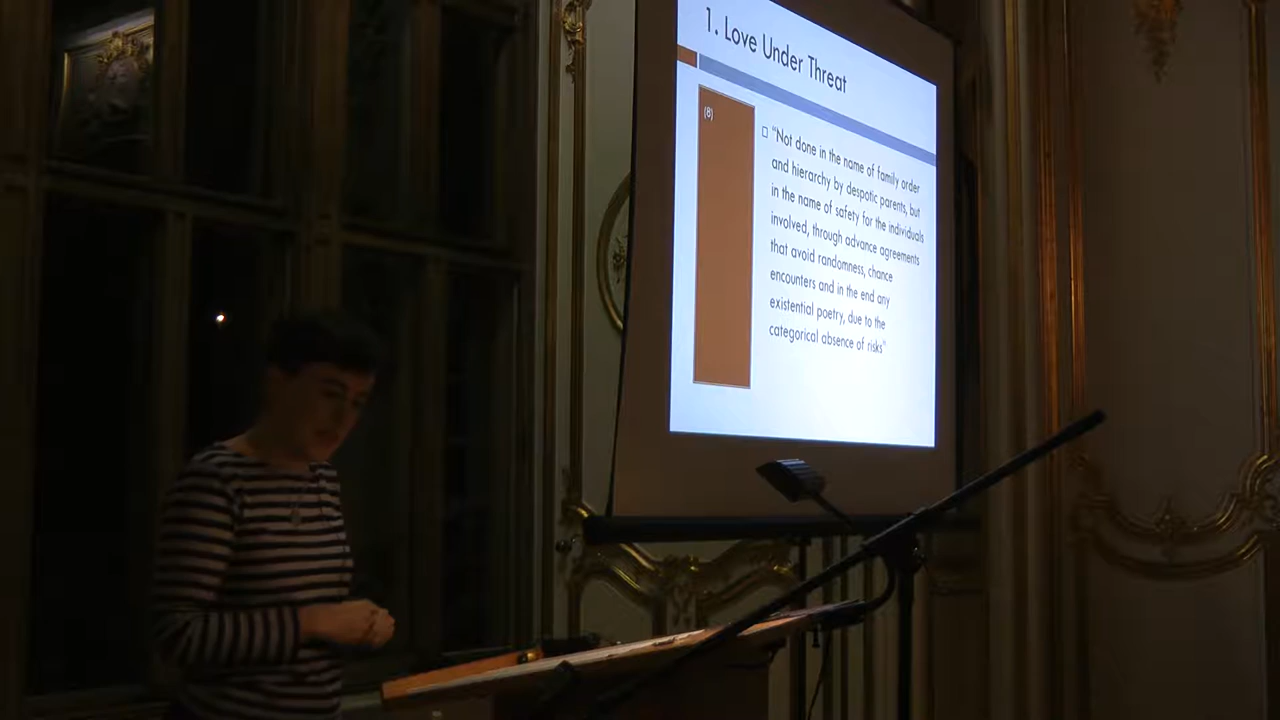 1. Love Under Threat
(8)
"Not done in the name of family order
and hierarchy by despotic parents, but
in the name of safety for the individuals
involved, through advance agreements
that avoid randomness, chance
encounters and in the end any
existential poetry, due to the
categorical absence of risks"